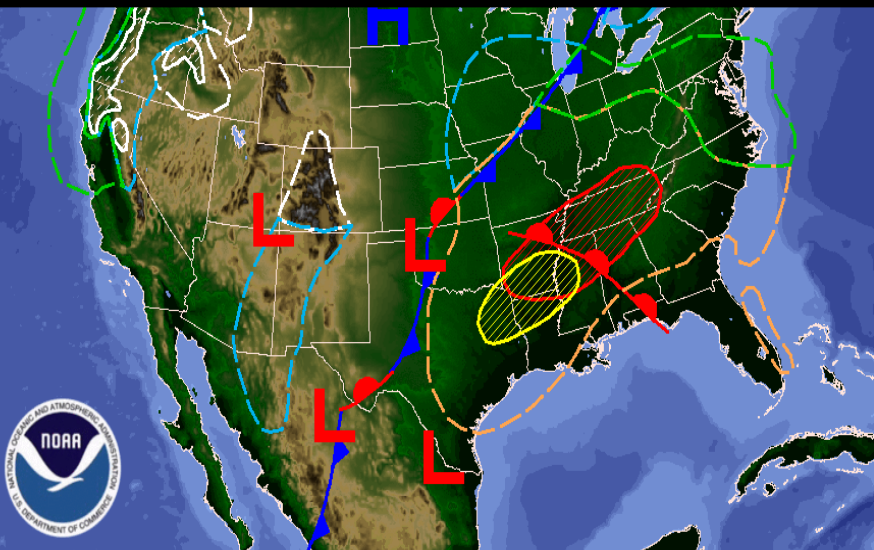 H
L
L
L
L
NATIONAL OCEANIC AND ATMOSPHERIC ADMINISTRATION
NOAA
U.S. DEPARTMENT OF COMMERCE